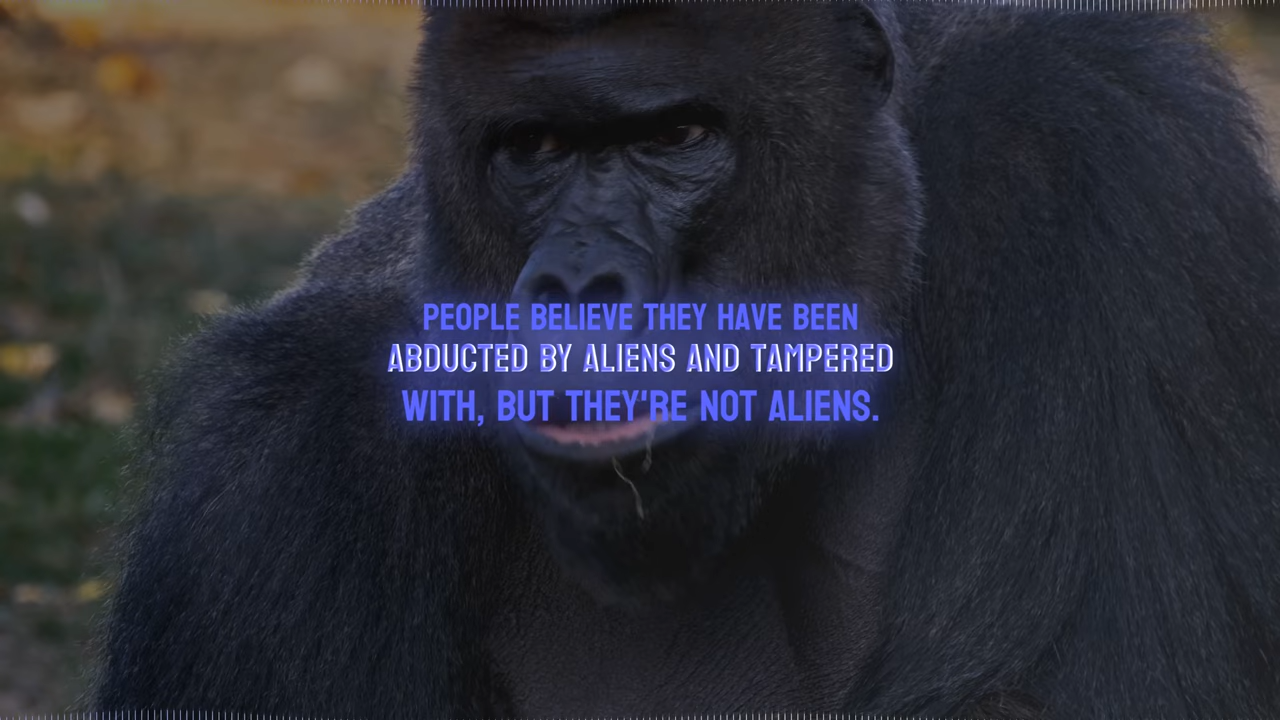 PEOPLE BELIEVE THEY HAVE BEEN
ABDUCTED BY ALIENS AND TAMPERED
WITH, BUT THEY'RE NOT ALIENS.